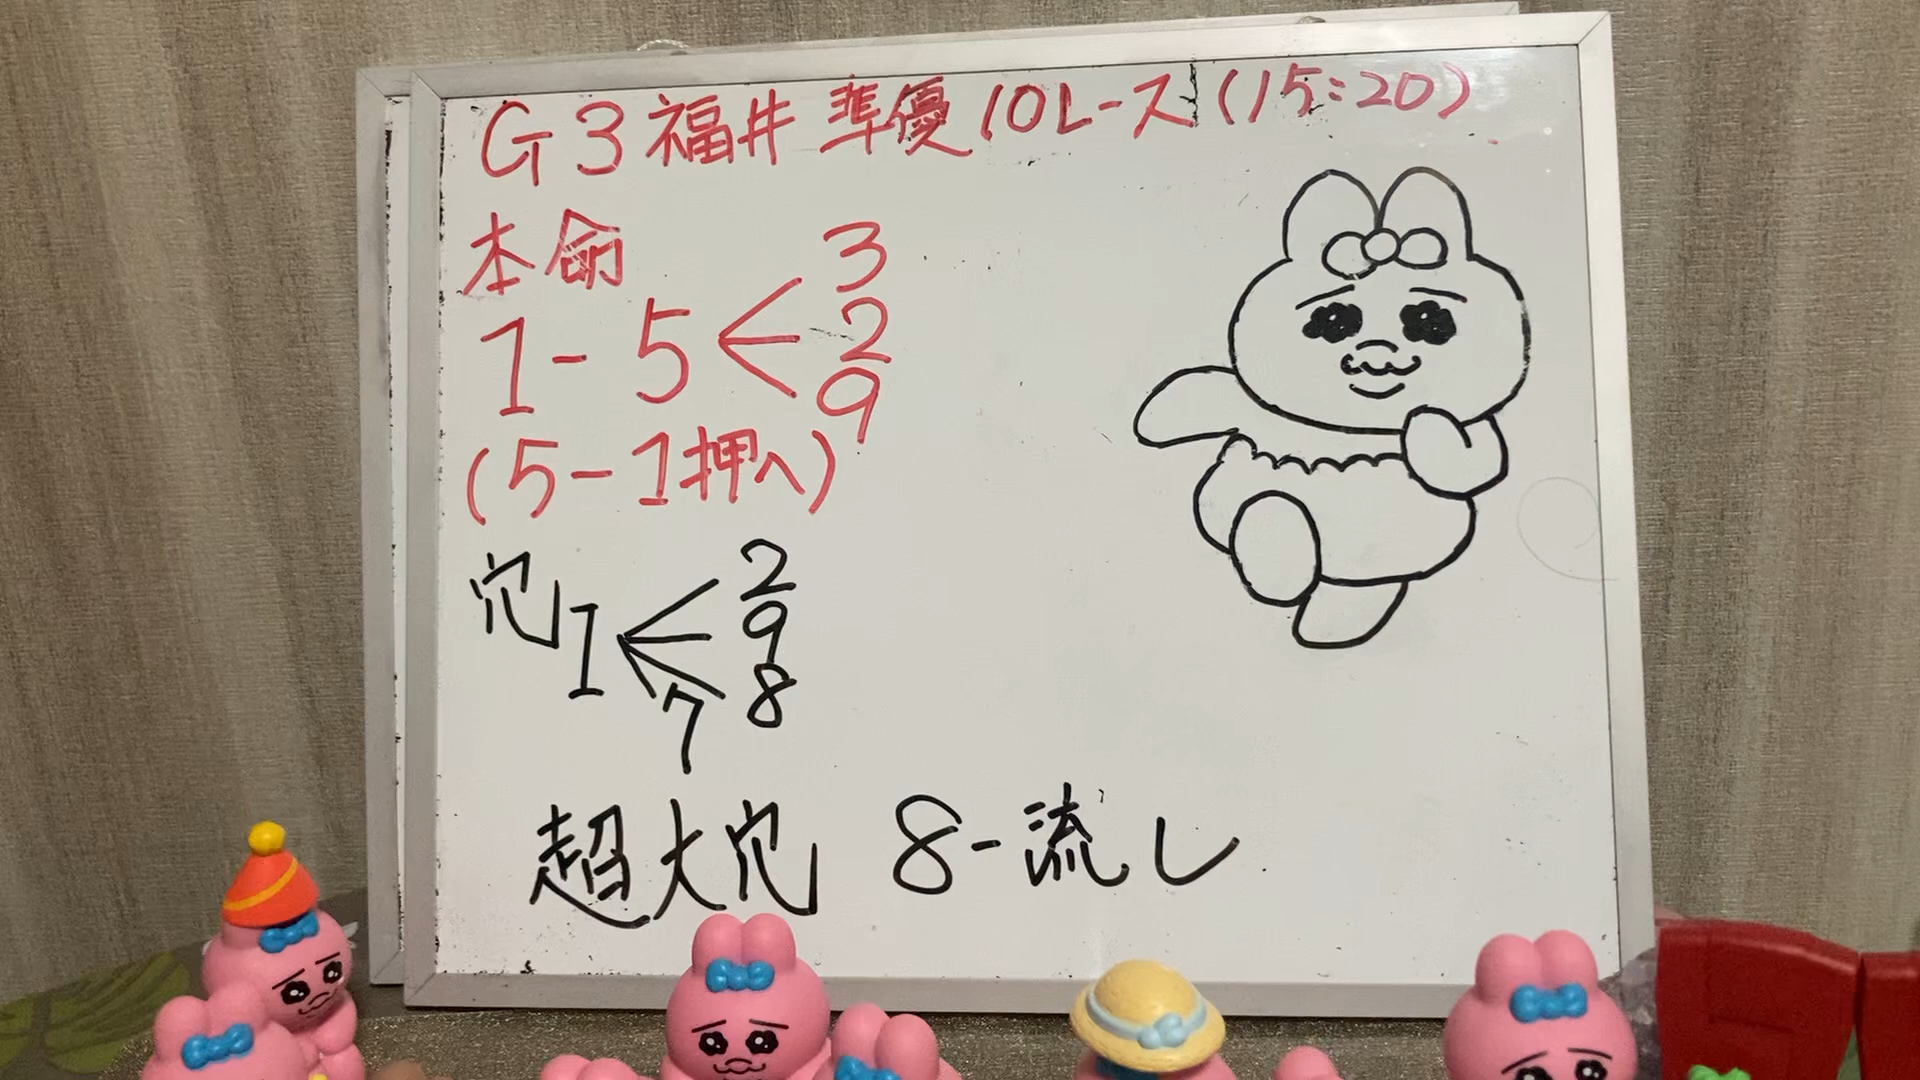 G3福井 準優10レース(15:20)
本命
1-5<3 2 9
(5-1押へ)
穴 1<2 9 8 7
超大穴 8-流し